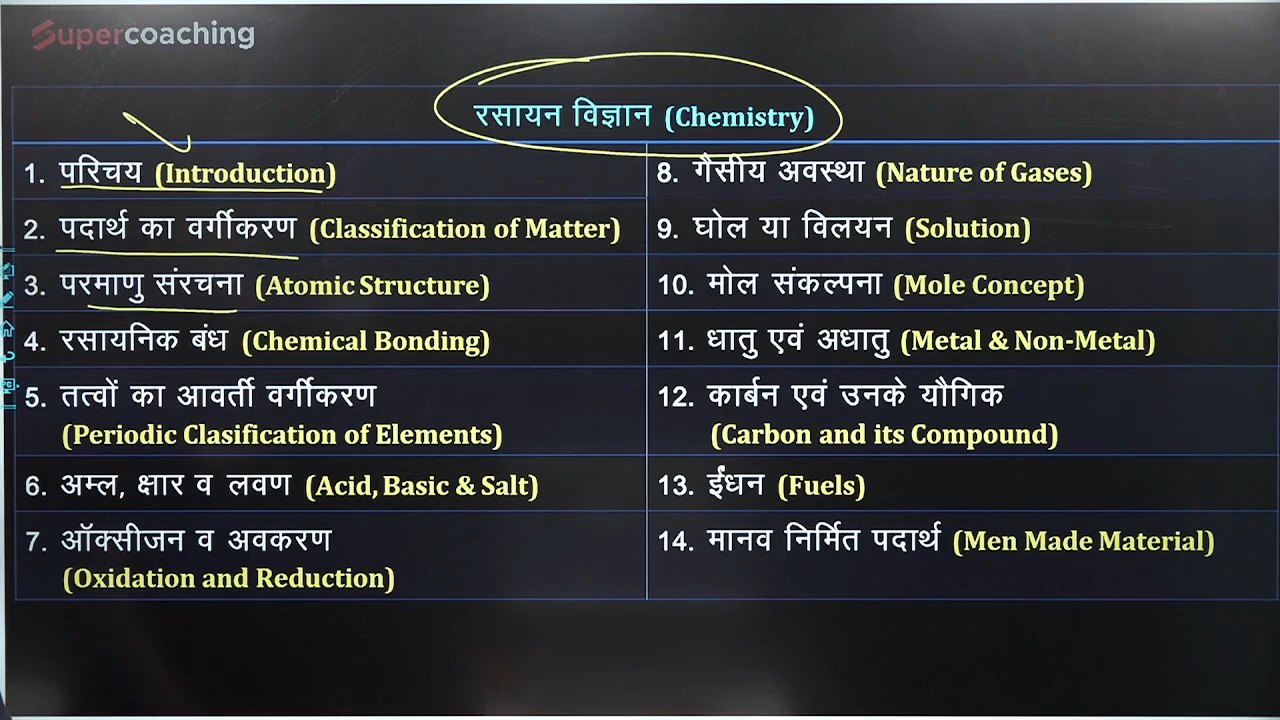 Supercoaching
रसायन विज्ञान (Chemistry)
1. परिचय (Introduction)
2. पदार्थ का वर्गीकरण (Classification of Matter)
3. परमाणु संरचना (Atomic Structure)
4. रसायनिक बंध (Chemical Bonding)
5. तत्वों का आवर्ती वर्गीकरण
(Periodic Clasification of Elements)
6. अम्ल, क्षार व लवण (Acid, Basic & Salt)
7. ऑक्सीजन व अवकरण
(Oxidation and Reduction)
8. गैसीय अवस्था (Nature of Gases)
9. घोल या विलयन (Solution)
10. मोल संकल्पना (Mole Concept)
11. धातु एवं अधातु (Metal & Non-Metal)
12. कार्बन एवं उनके यौगिक
(Carbon and its Compound)
13. ईंधन (Fuels)
14. मानव निर्मित पदार्थ (Men Made Material)